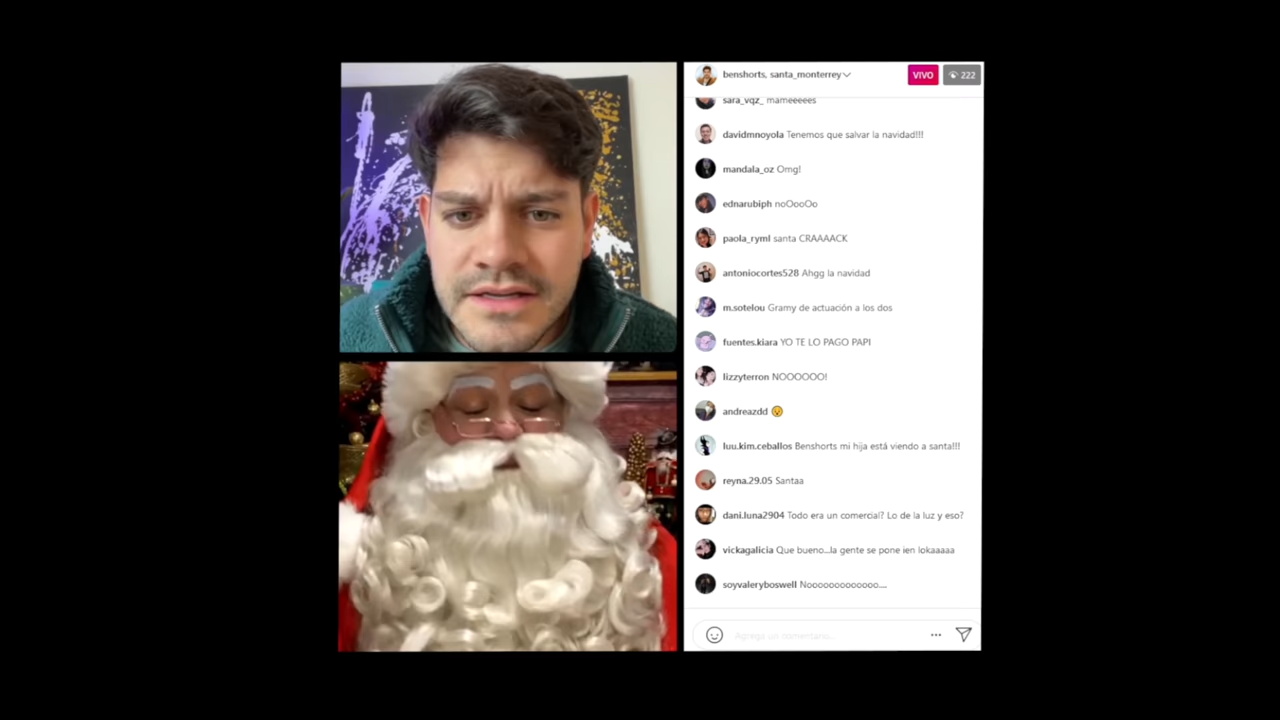 benshorts, santa_monterrey
VIVO
222
sara_vqz_ mameeeees
davidmnoyola Tenemos que salvar la navidad!!!
mandala_oz Omg!
ednarubiph noOooOo
paola_ryml santa CRAAAACK
antoniocortes528 Ahgg la navidad
m.sotelou Gramy de actuación a los dos
fuentes.kiara YO TE LO PAGO PAPI
lizzyterron NOOOOOO!
andreazdd 😮
luu.kim.ceballos Benshorts mi hija está viendo a santa!!!
reyna.29.05 Santaa
dani.luna2904 Todo era un comercial? Lo de la luz y eso?
vickagalicia Que bueno...la gente se pone ien lokaaaaa
soyvaleryboswell Nooooooooooooo....
Agrega un comentario...